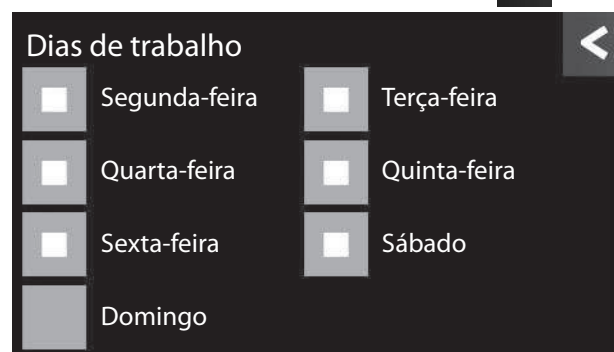 Dias de trabalho
Segunda-feira Terça-feira
Quarta-feira Quinta-feira
Sexta-feira Sábado
Domingo